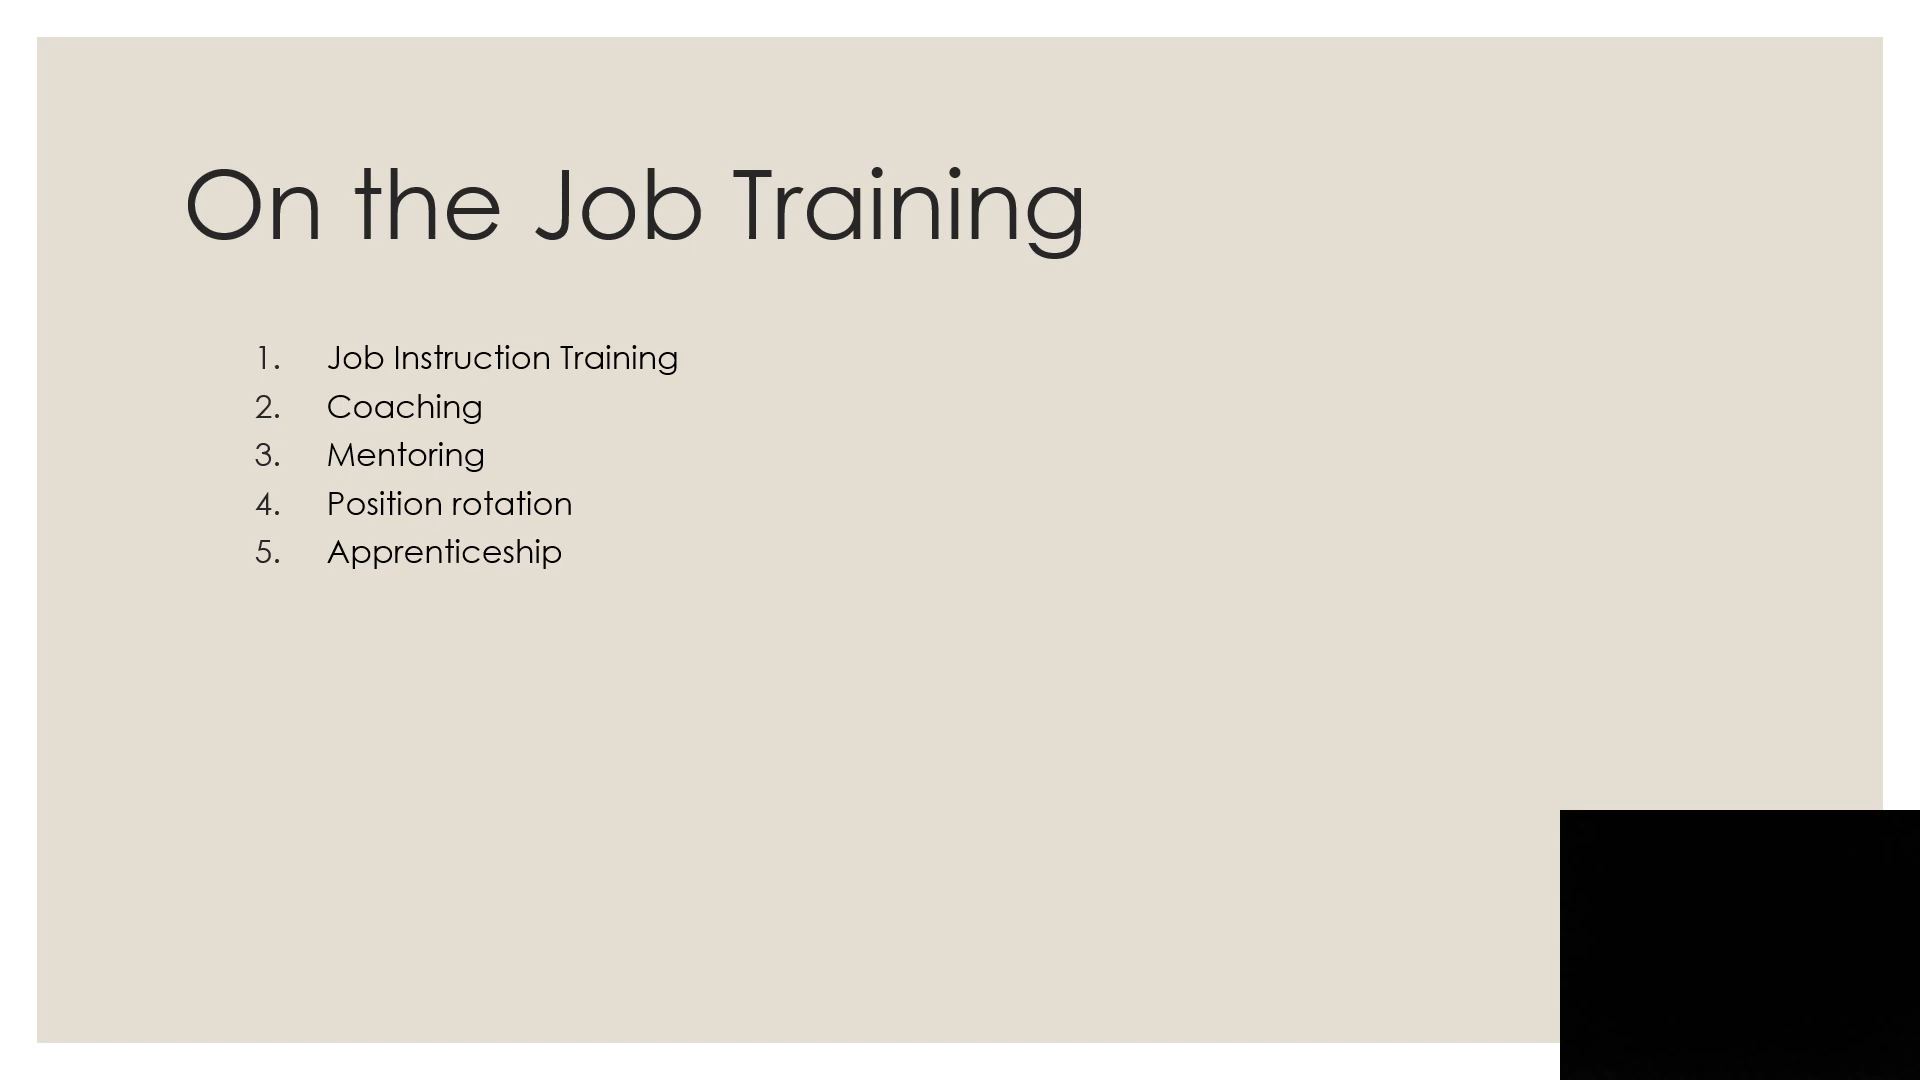 On the Job Training
1. Job Instruction Training
2. Coaching
3. Mentoring
4. Position rotation
5. Apprenticeship